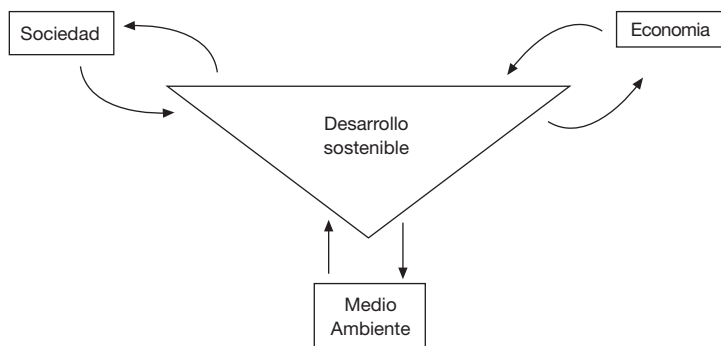 Sociedad
Economia
Desarrollo
sostenible
Medio
Ambiente